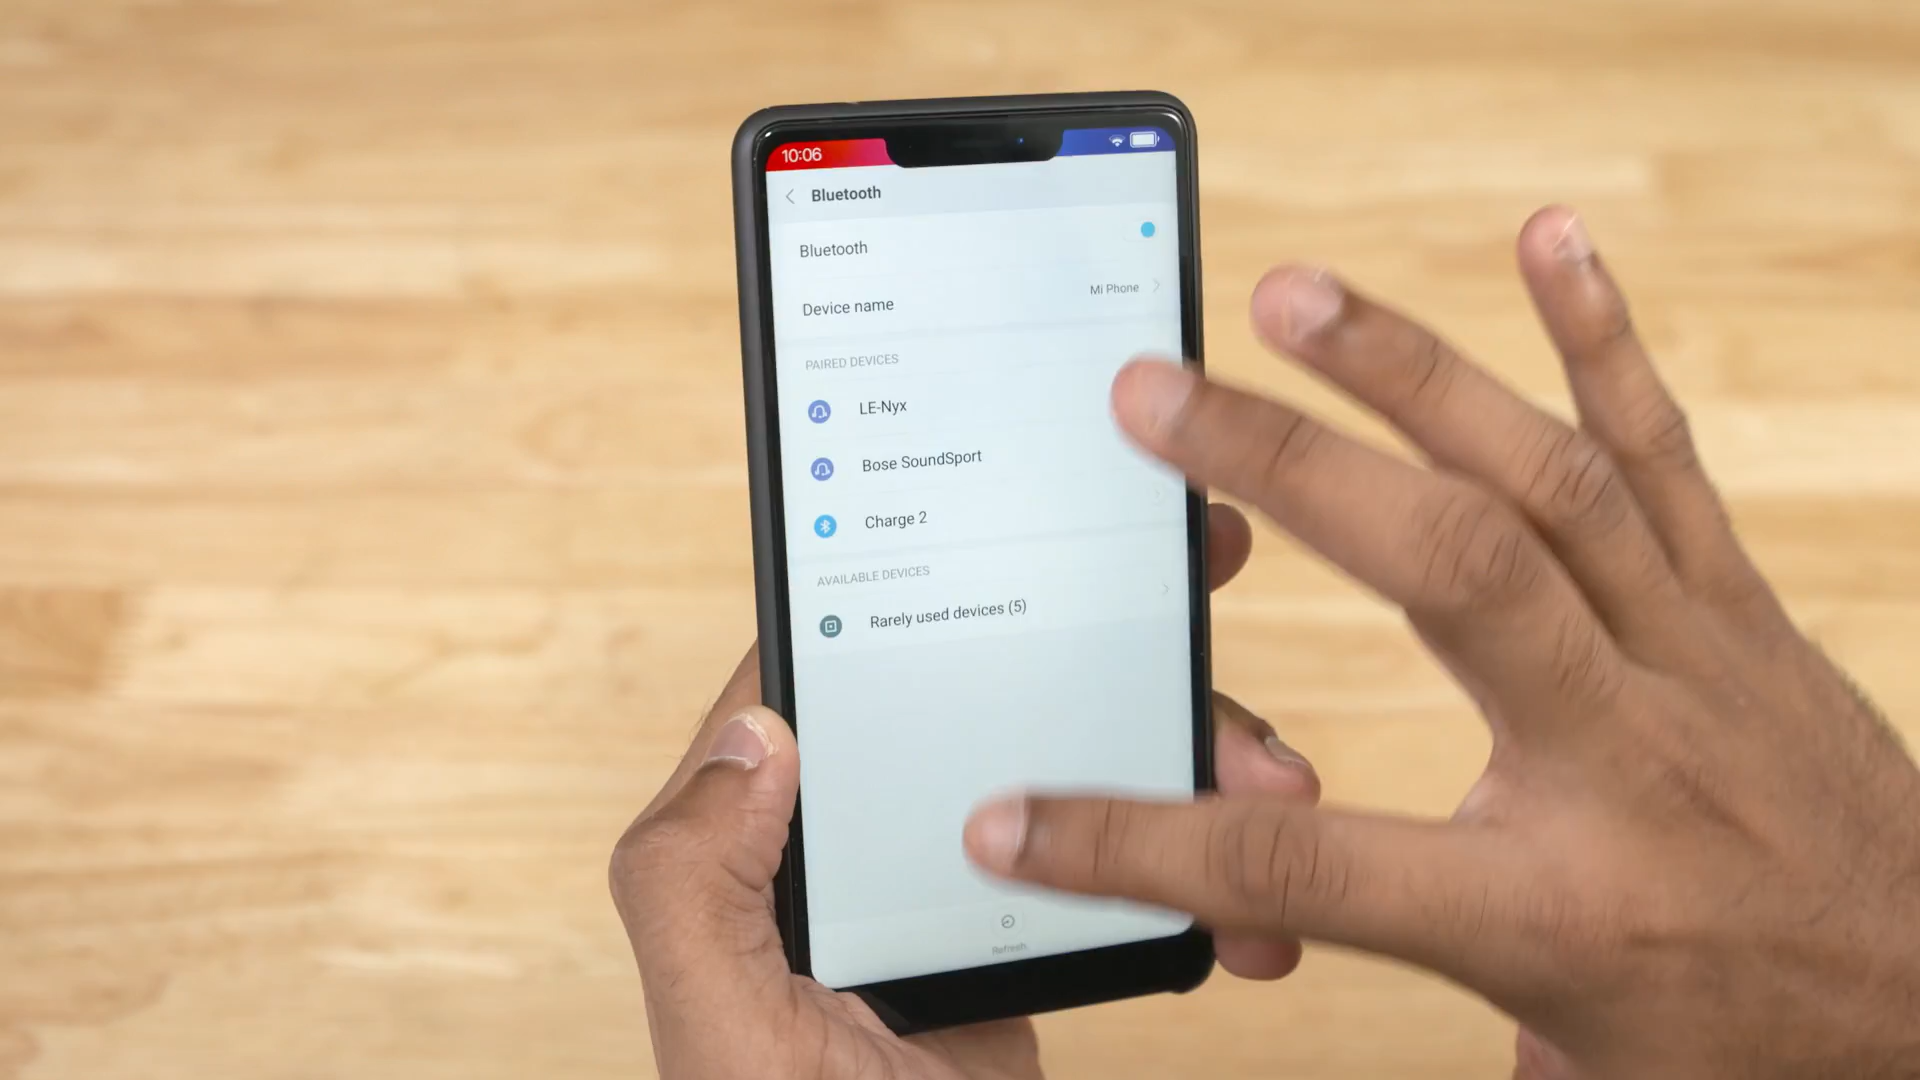 10:06
Bluetooth
Bluetooth
Device name
Mi Phone
PAIRED DEVICES
LE-Nyx
Bose SoundSport
Charge 2
AVAILABLE DEVICES
Rarely used devices (5)
Refresh